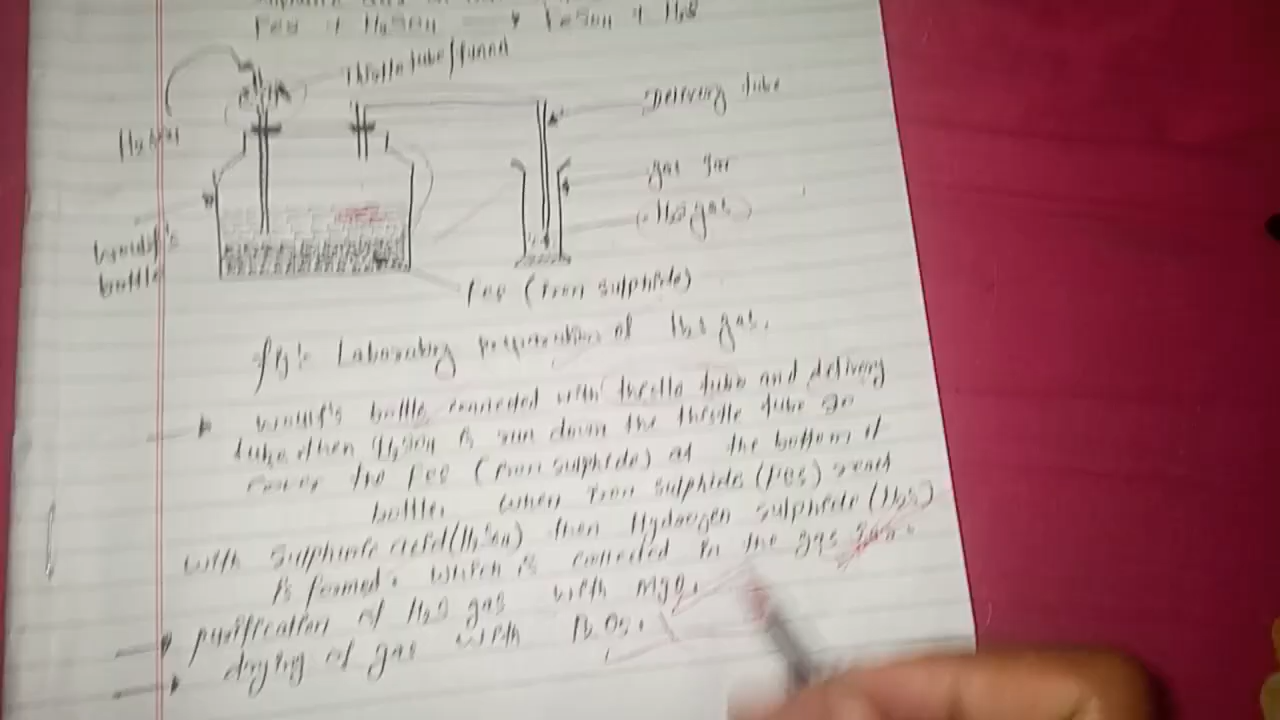 FeS + H2SO4 → FeSO4 + H2S
Thistle tube/funnel
Delivery tube
H2SO4
gas jar
(H2S gas)
woulf's
bottle
FeS (Iron sulphide)
fig: Laboratory preparation of H2S gas.
woulf's bottle connected with thistle tube and delivery
tube then H2SO4 is run down the thistle tube so
cover the FeS (Iron sulphide) at the bottom of
bottle. when Iron sulphide (FeS) react
with sulphuric acid (H2SO4) then Hydrogen sulphide (H2S)
is formed. which is collected in the gas jar.
purification of H2S gas with MgO.
drying of gas with P2O5.